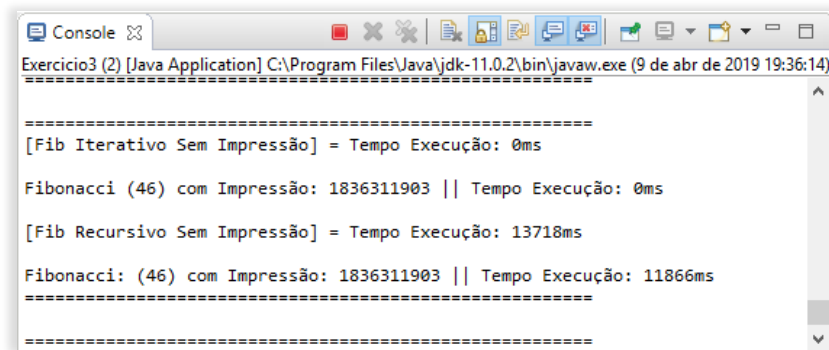 Console
Exercicio3 (2) [Java Application] C:\Program Files\Java\jdk-11.0.2\bin\javaw.exe (9 de abr de 2019 19:36:14)
=========================================================
=========================================================
[Fib Iterativo Sem Impressão] = Tempo Execução: 0ms
Fibonacci (46) com Impressão: 1836311903 || Tempo Execução: 0ms
[Fib Recursivo Sem Impressão] = Tempo Execução: 13718ms
Fibonacci: (46) com Impressão: 1836311903 || Tempo Execução: 11866ms
=========================================================
=========================================================